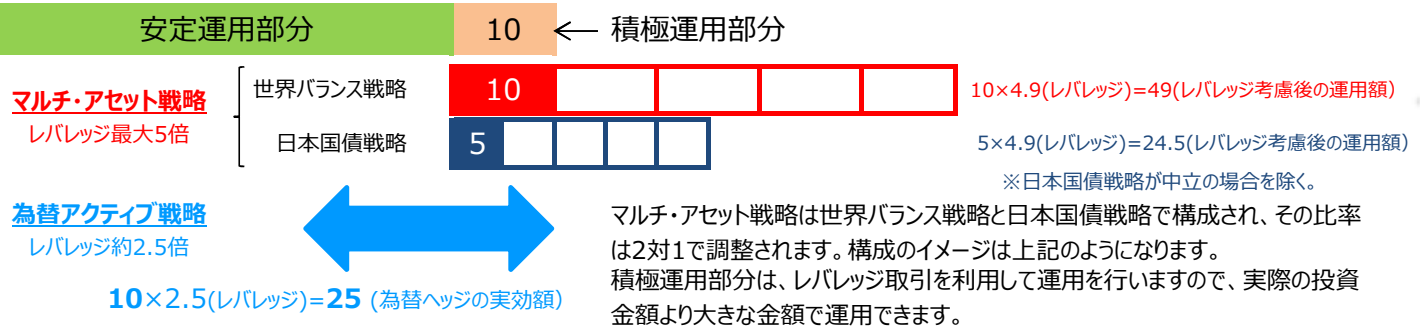 安定運用部分
10
← 積極運用部分
マルチ・アセット戦略
レバレッジ最大5倍
世界バランス戦略
10
10×4.9(レバレッジ)=49(レバレッジ考慮後の運用額)
日本国債戦略
5
5×4.9(レバレッジ)=24.5(レバレッジ考慮後の運用額)
※日本国債戦略が中立の場合を除く。
為替アクティブ戦略
レバレッジ約2.5倍
10×2.5(レバレッジ)=25 (為替ヘッジの実効額)
マルチ・アセット戦略は世界バランス戦略と日本国債戦略で構成され、その比率
は2対1で調整されます。構成のイメージは上記のようになります。
積極運用部分は、レバレッジ取引を利用して運用を行いますので、実際の投資
金額より大きな金額で運用できます。